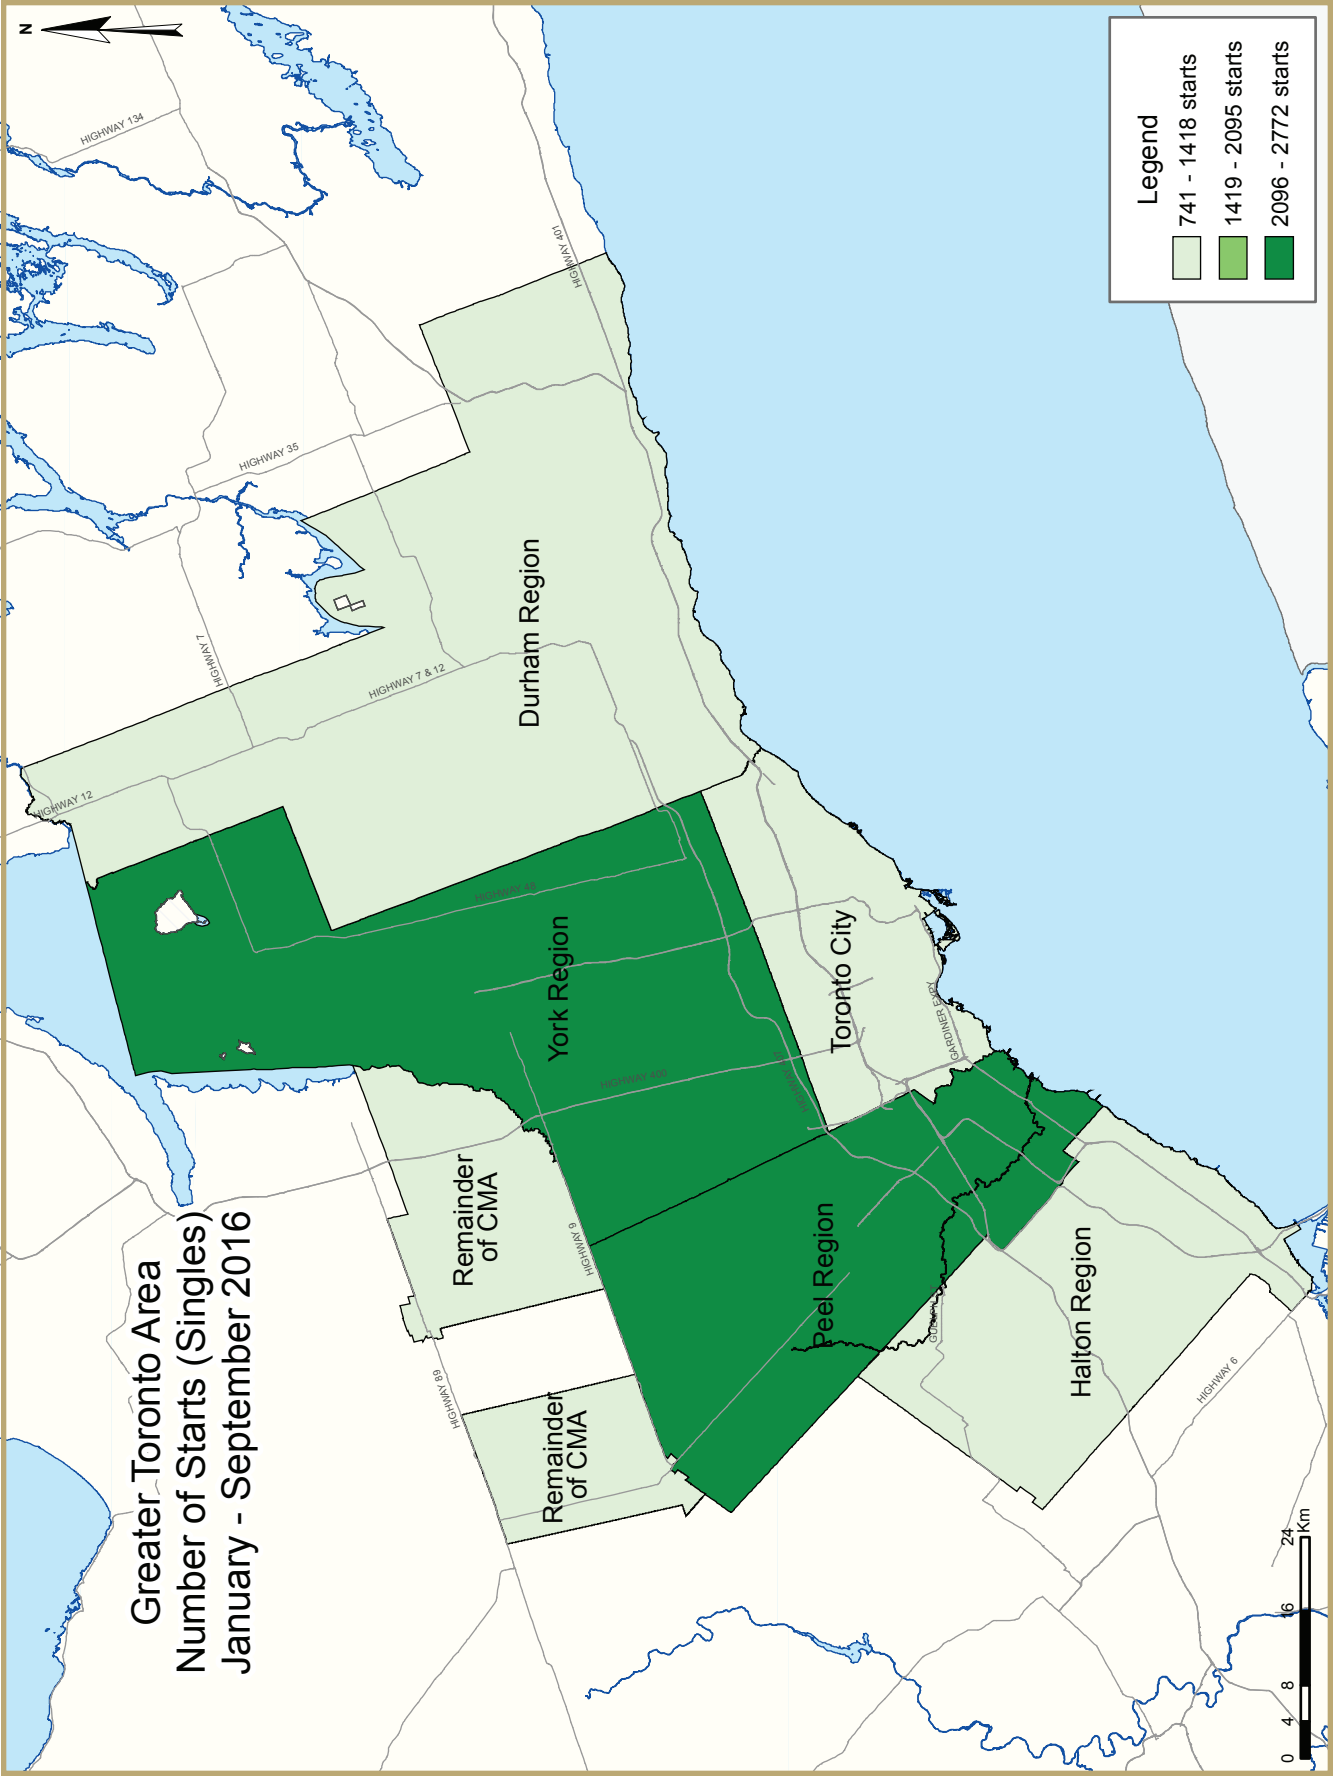 Greater Toronto Area
Number of Starts (Singles)
January - September 2016
N
HIGHWAY 134
HIGHWAY 35
HIGHWAY 401
HIGHWAY 7
HIGHWAY 7 & 12
HIGHWAY 12
HIGHWAY 48
HIGHWAY 400
HIGHWAY 9
HIGHWAY 89
GARDINER EXPY
HIGHWAY 6
Durham Region
York Region
Toronto City
Peel Region
Halton Region
Remainder
of CMA
Remainder
of CMA
Legend
741 - 1418 starts
1419 - 2095 starts
2096 - 2772 starts
0 4 8 16 24
Km